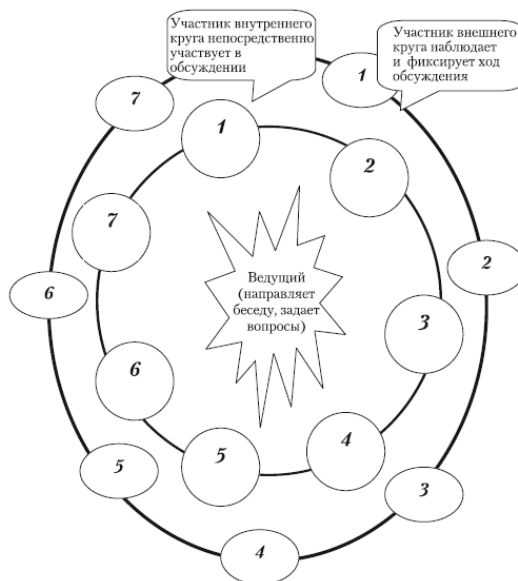 Участник внутреннего
круга непосредственно
участвует в
обсуждении
Участник внешнего
круга наблюдает
и фиксирует ход
обсуждения
7
1
1
2
7
2
Ведущий
(направляет
беседу, задает
вопросы)
6
3
6
5
4
5
3
4